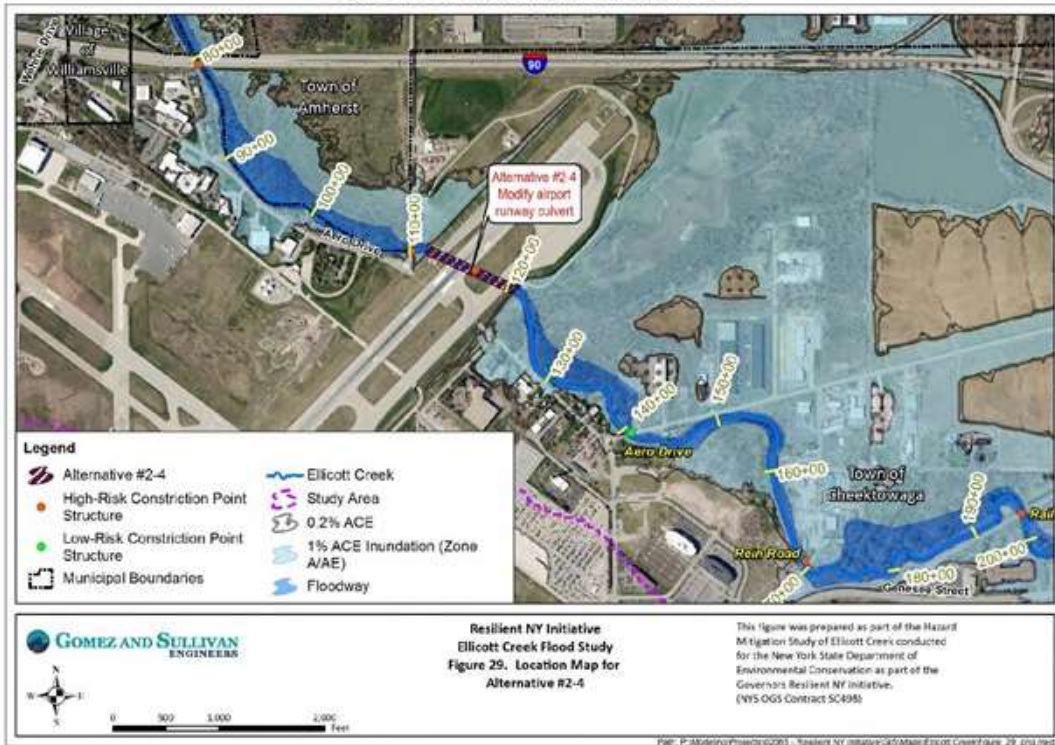 Village
of
Williamsville
80+00
90
Town of
Amherst
90+00
100+00
Aero Drive
110+00
Alternative #2-4
Modify airport
runway culvert
120+00
130+00
140+00
Aero Drive
150+00
160+00
Town of
Cheektowaga
Rein Road
180+00
190+00
200+00
Genesee Street
Legend
Alternative #2-4
High-Risk Constriction Point
Structure
Low-Risk Constriction Point
Structure
Municipal Boundaries
Ellicott Creek
Study Area
0.2% ACE
1% ACE Inundation (Zone
A/AE)
Floodway
GOMEZ AND SULLIVAN
ENGINEERS
N
W
E
S
0 500 1,000 2,000
Feet
Resilient NY Initiative
Ellicott Creek Flood Study
Figure 29. Location Map for
Alternative #2-4
This figure was prepared as part of the Hazard
Mitigation Study of Ellicott Creek conducted
for the New York State Department of
Environmental Conservation as part of the
Governors Resilient NY Initiative.
(NYS OGS Contract SC498)